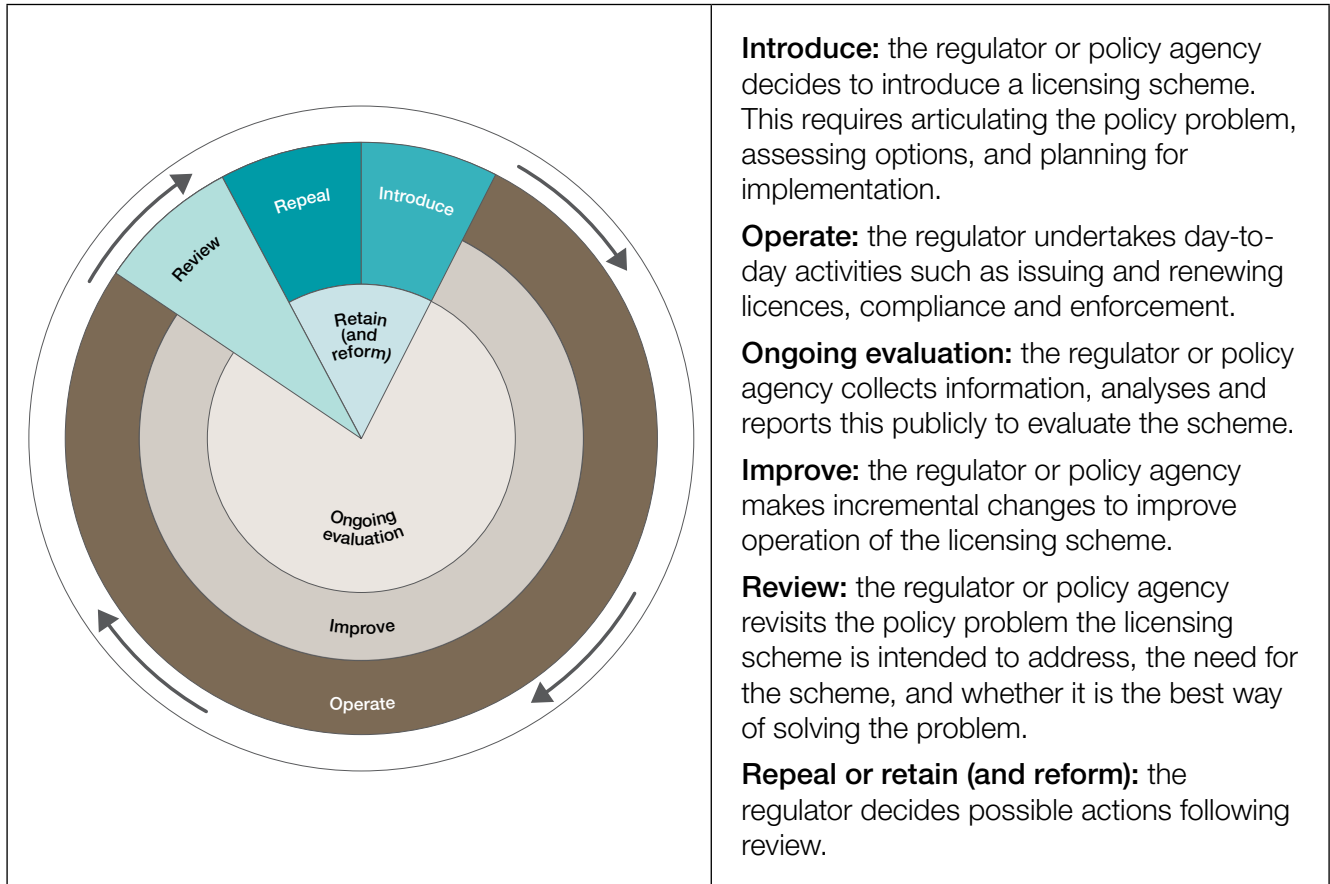 Repeal
Introduce
Review
Retain
(and
reform)
Ongoing
evaluation
Improve
Operate
Introduce: the regulator or policy agency
decides to introduce a licensing scheme.
This requires articulating the policy problem,
assessing options, and planning for
implementation.
Operate: the regulator undertakes day-to-
day activities such as issuing and renewing
licences, compliance and enforcement.
Ongoing evaluation: the regulator or policy
agency collects information, analyses and
reports this publicly to evaluate the scheme.
Improve: the regulator or policy agency
makes incremental changes to improve
operation of the licensing scheme.
Review: the regulator or policy agency
revisits the policy problem the licensing
scheme is intended to address, the need for
the scheme, and whether it is the best way
of solving the problem.
Repeal or retain (and reform): the
regulator decides possible actions following
review.